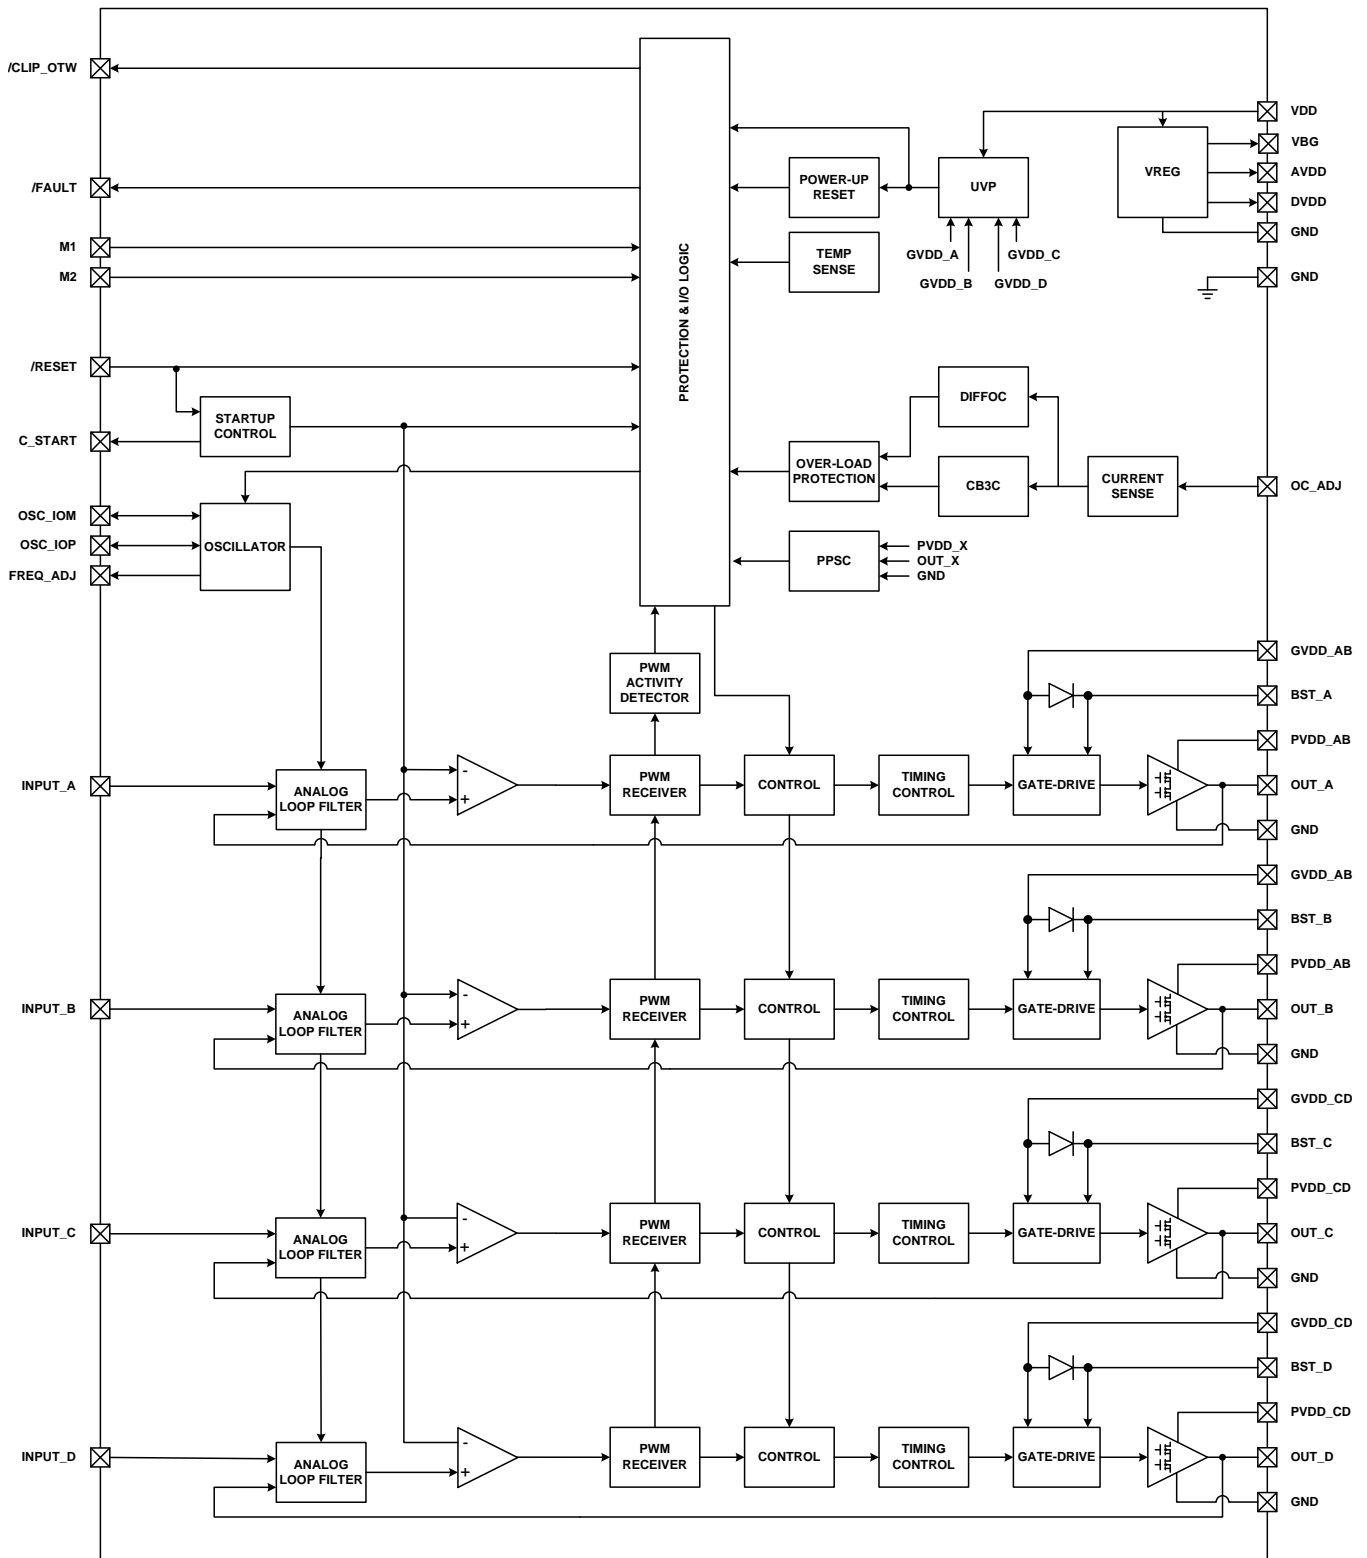 /CLIP_OTW
/FAULT
M1
M2
/RESET
C_START
OSC_IOM
OSC_IOP
FREQ_ADJ
STARTUP
CONTROL
OSCILLATOR
PROTECTION & I/O LOGIC
POWER-UP
RESET
UVP
VREG
VDD
VBG
AVDD
DVDD
GND
GND
TEMP
SENSE
GVDD_A
GVDD_C
GVDD_B
GVDD_D
DIFFOC
OVER-LOAD
PROTECTION
CB3C
CURRENT
SENSE
OC_ADJ
PPSC
PVDD_X
OUT_X
GND
PWM
ACTIVITY
DETECTOR
INPUT_A
ANALOG
LOOP FILTER
-
+
PWM
RECEIVER
CONTROL
TIMING
CONTROL
GATE-DRIVE
GVDD_AB
BST_A
PVDD_AB
OUT_A
GND
INPUT_B
ANALOG
LOOP FILTER
-
+
PWM
RECEIVER
CONTROL
TIMING
CONTROL
GATE-DRIVE
GVDD_AB
BST_B
PVDD_AB
OUT_B
GND
INPUT_C
ANALOG
LOOP FILTER
-
+
PWM
RECEIVER
CONTROL
TIMING
CONTROL
GATE-DRIVE
GVDD_CD
BST_C
PVDD_CD
OUT_C
GND
INPUT_D
ANALOG
LOOP FILTER
-
+
PWM
RECEIVER
CONTROL
TIMING
CONTROL
GATE-DRIVE
GVDD_CD
BST_D
PVDD_CD
OUT_D
GND